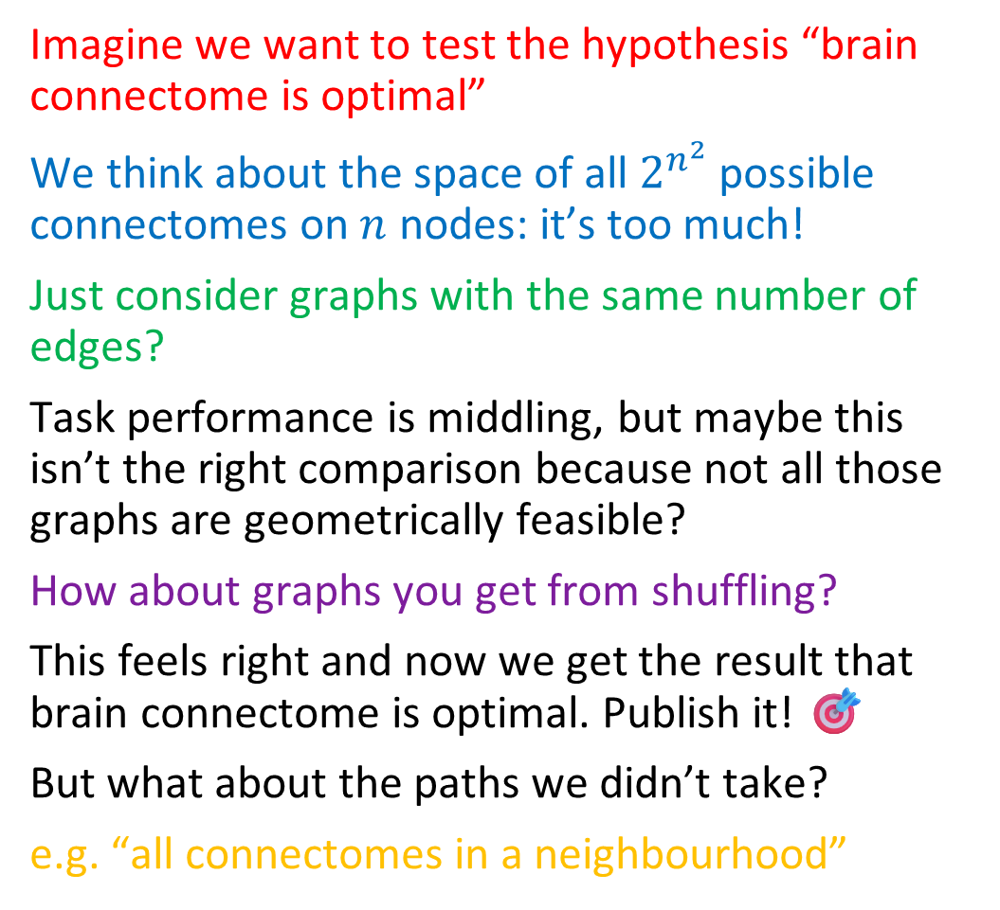 Imagine we want to test the hypothesis “brain
connectome is optimal”
We think about the space of all $2^{n^2}$ possible
connectomes on $n$ nodes: it’s too much!
Just consider graphs with the same number of
edges?
Task performance is middling, but maybe this
isn’t the right comparison because not all those
graphs are geometrically feasible?
How about graphs you get from shuffling?
This feels right and now we get the result that
brain connectome is optimal. Publish it! 🎯
But what about the paths we didn’t take?
e.g. “all connectomes in a neighbourhood”